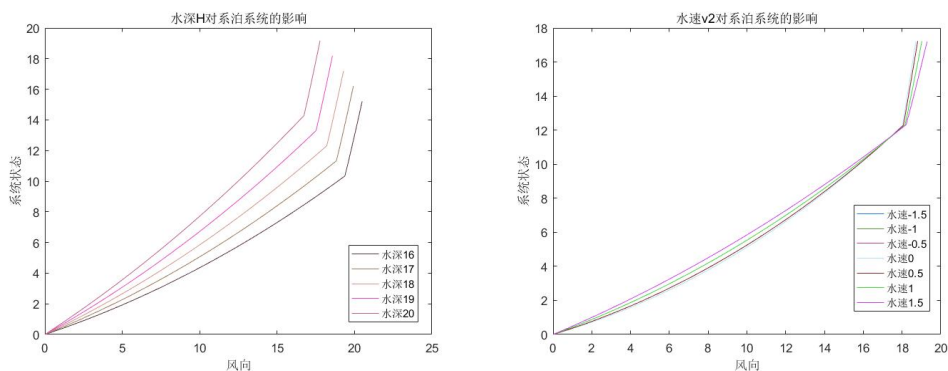 水深H对系泊系统的影响
系统状态
20
18
16
14
12
10
8
6
4
2
0
水深16
水深17
水深18
水深19
水深20
0 5 10 15 20 25
风向
水速v2对系泊系统的影响
系统状态
18
16
14
12
10
8
6
4
2
0
水速-1.5
水速-1
水速-0.5
水速0
水速0.5
水速1
水速1.5
0 2 4 6 8 10 12 14 16 18 20
风向